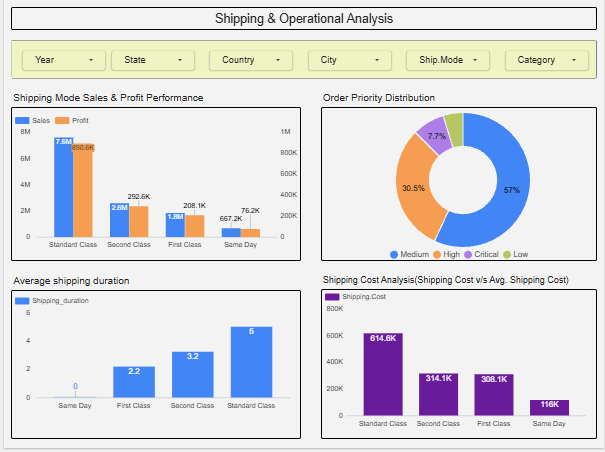 Shipping & Operational Analysis
Year State Country City Ship.Mode Category
Shipping Mode Sales & Profit Performance
Sales Profit
8M
6M
4M
2M
0
1M
800K
600K
400K
200K
0
7.6M
890.6K
2.6M
292.6K
1.8M
208.1K
667.2K
76.2K
Standard Class Second Class First Class Same Day
Order Priority Distribution
7.7%
30.5%
57%
Medium High Critical Low
Average shipping duration
Shipping_duration
6
4
2
0
0
2.2
3.2
5
Same Day First Class Second Class Standard Class
Shipping Cost Analysis(Shipping Cost v/s Avg. Shipping Cost)
Shipping.Cost
800K
600K
400K
200K
0
614.6K
314.1K
308.1K
116K
Standard Class Second Class First Class Same Day